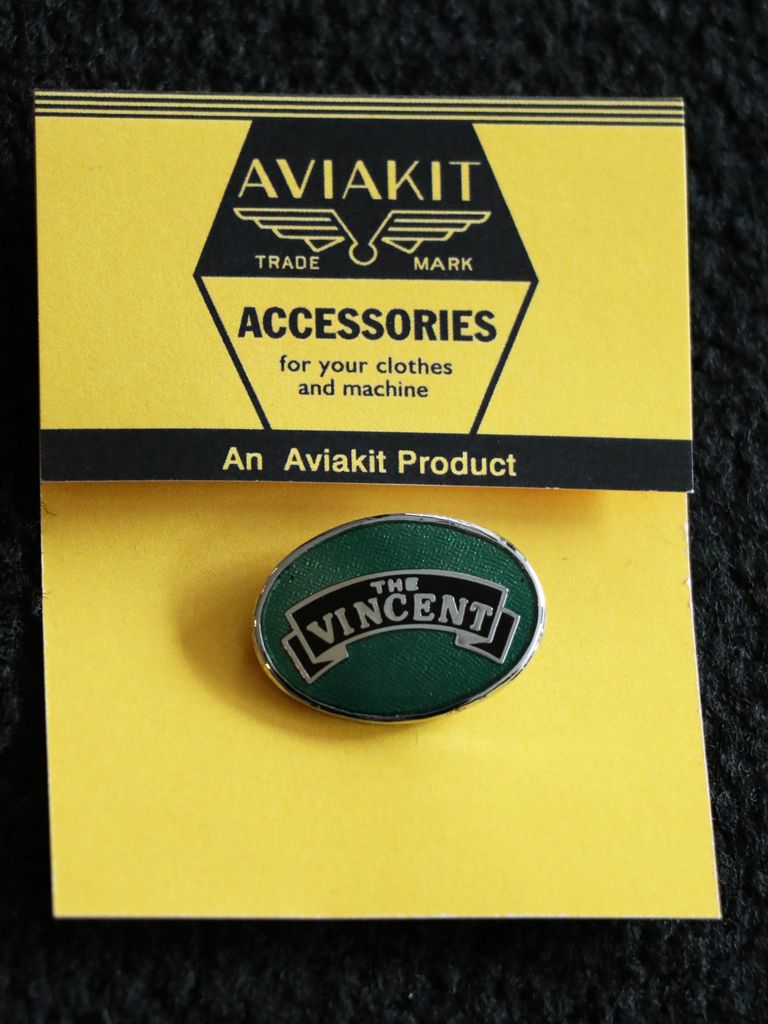 AVIAKIT
TRADE MARK
ACCESSORIES
for your clothes
and machine
An Aviakit Product
THE
VINCENT